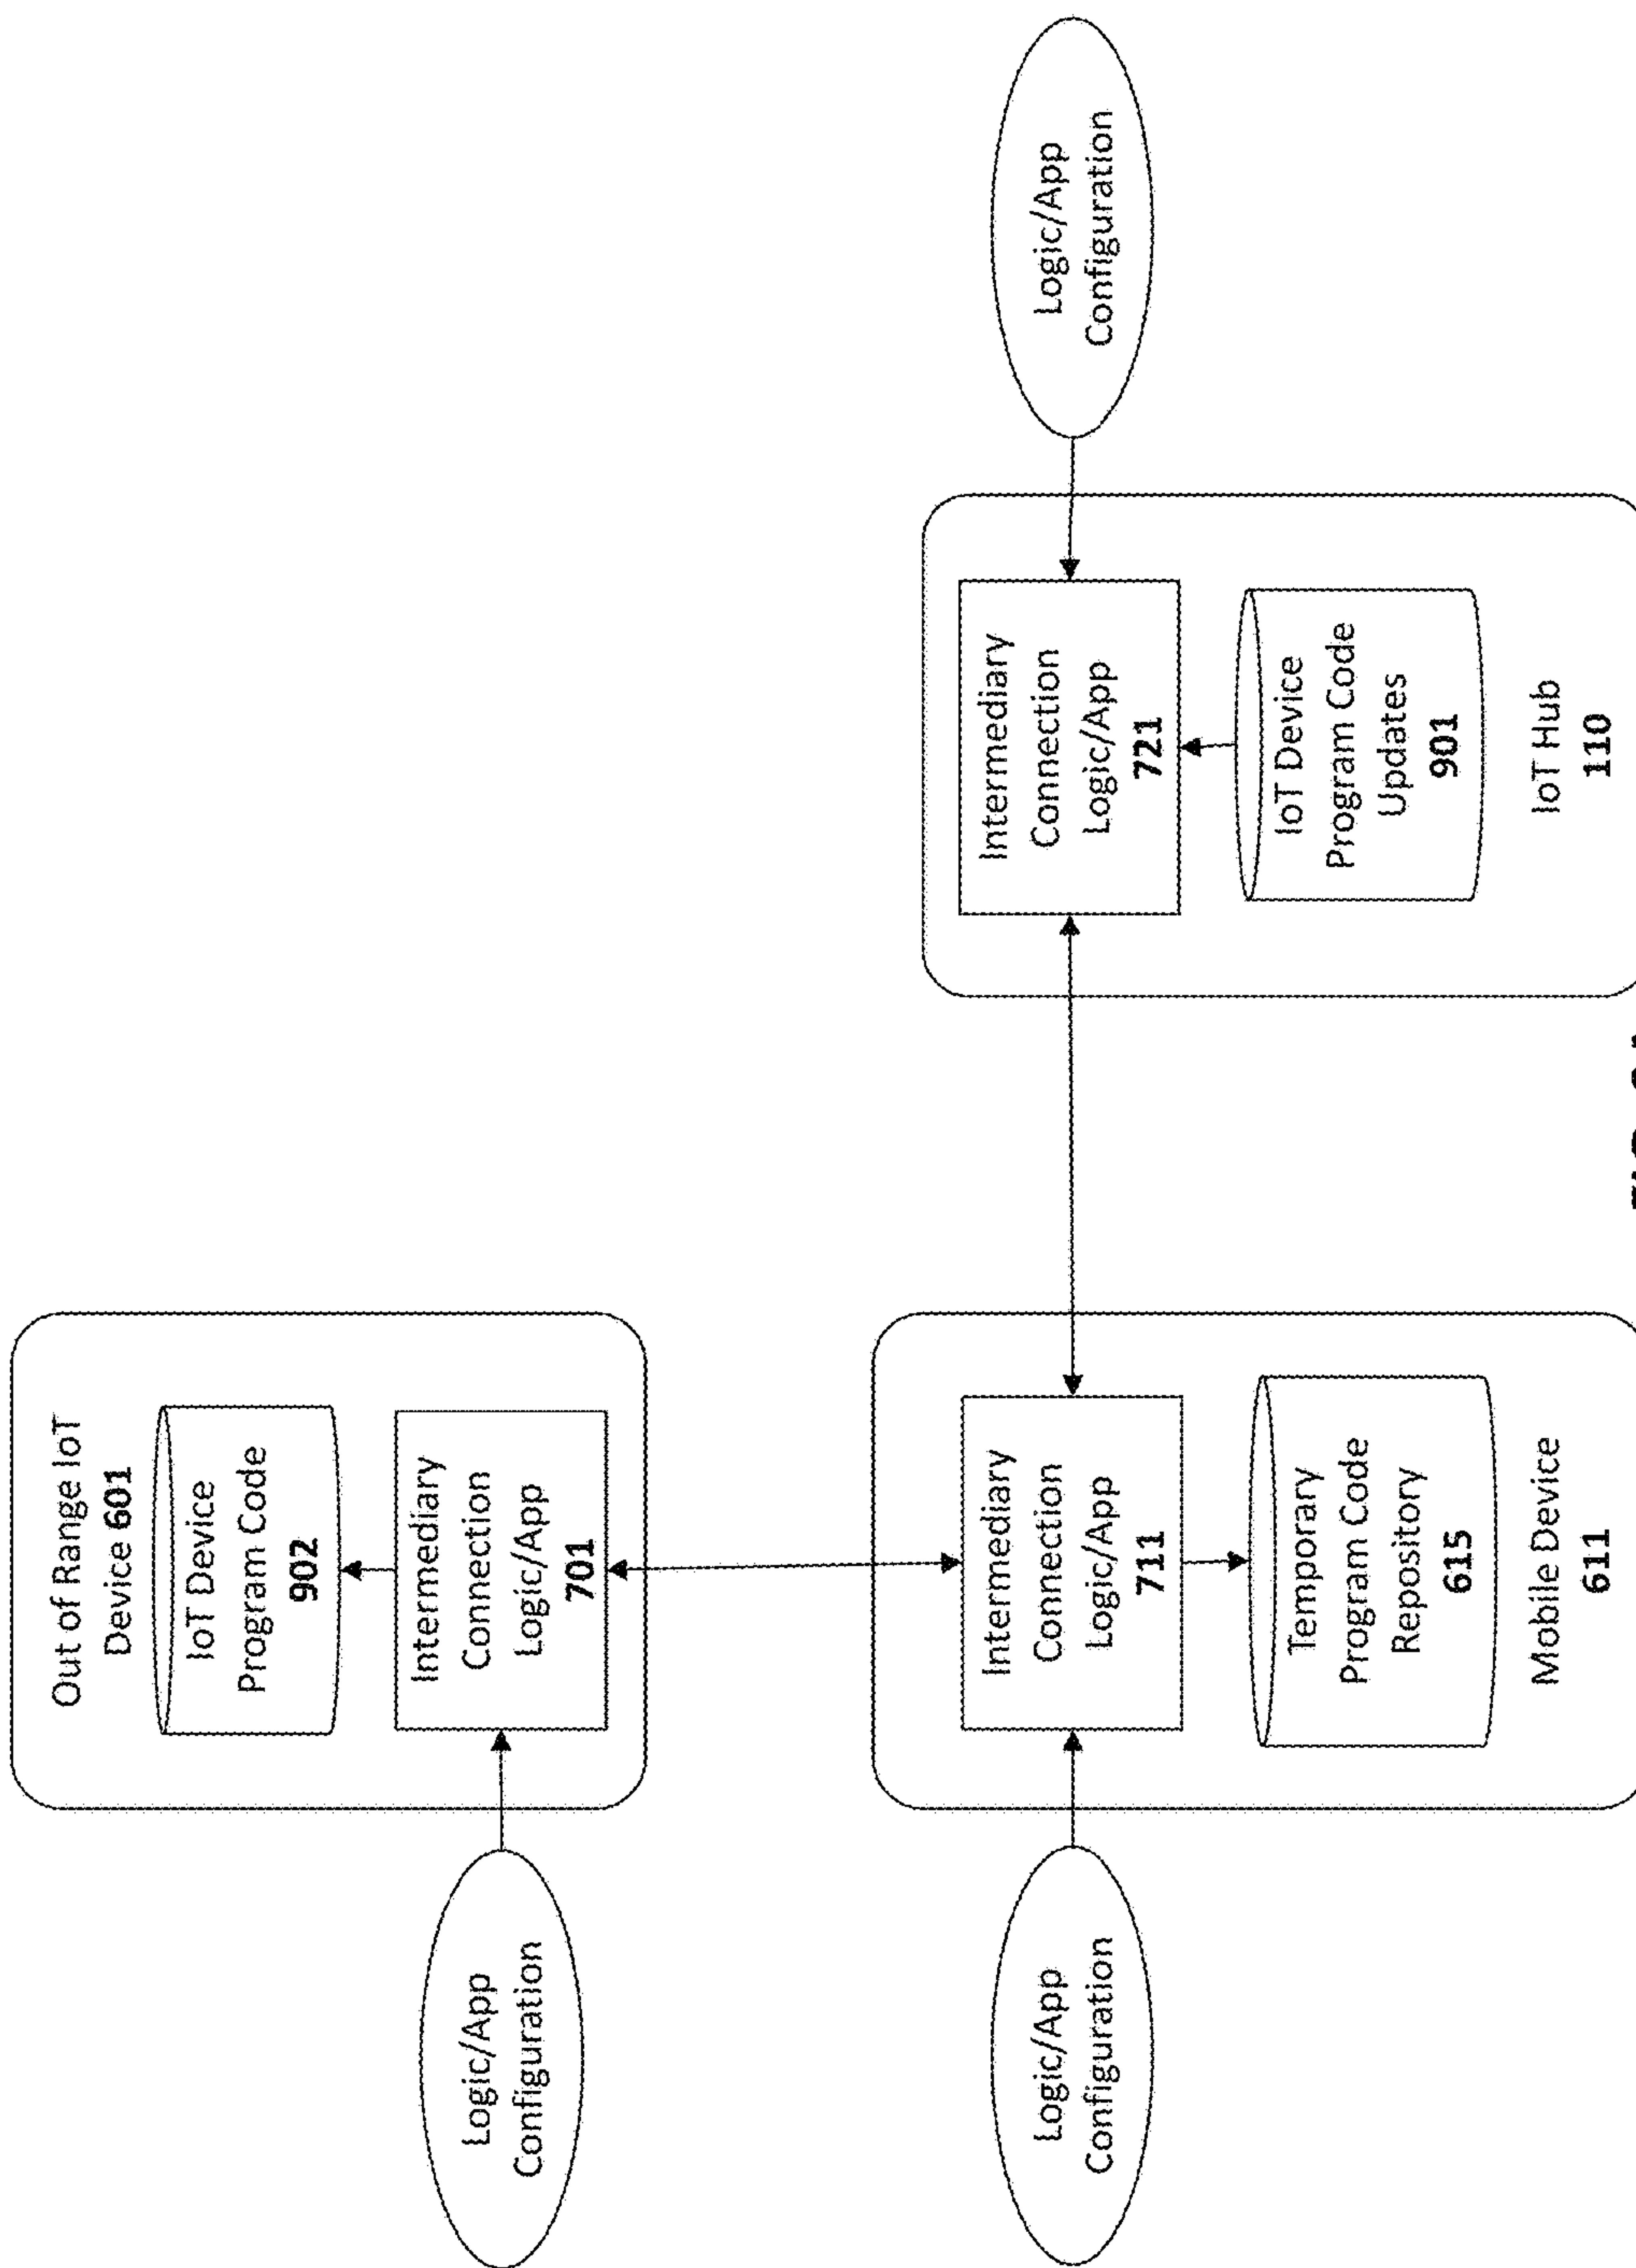 Out of Range IoT
Device 601
IoT Device
Program Code
902
Logic/App
Configuration
Intermediary
Connection
Logic/App
701
Logic/App
Configuration
Intermediary
Connection
Logic/App
711
Temporary
Program Code
Repository
615
Mobile Device
611
Intermediary
Connection
Logic/App
721
IoT Device
Program Code
Updates
901
IoT Hub
110
Logic/App
Configuration